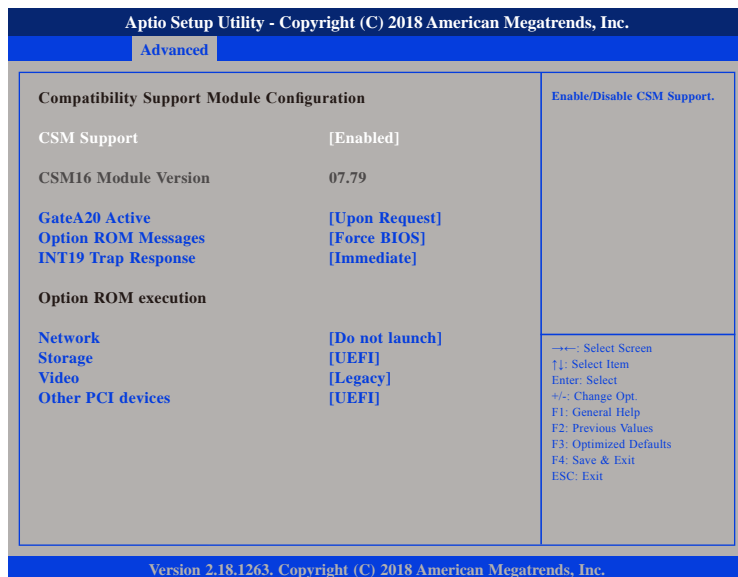 Aptio Setup Utility - Copyright (C) 2018 American Megatrends, Inc.
Advanced
Compatibility Support Module Configuration
CSM Support [Enabled]
CSM16 Module Version 07.79
GateA20 Active [Upon Request]
Option ROM Messages [Force BIOS]
INT19 Trap Response [Immediate]
Option ROM execution
Network [Do not launch]
Storage [UEFI]
Video [Legacy]
Other PCI devices [UEFI]
Enable/Disable CSM Support.
→←: Select Screen
↑↓: Select Item
Enter: Select
+/-: Change Opt.
F1: General Help
F2: Previous Values
F3: Optimized Defaults
F4: Save & Exit
ESC: Exit
Version 2.18.1263. Copyright (C) 2018 American Megatrends, Inc.